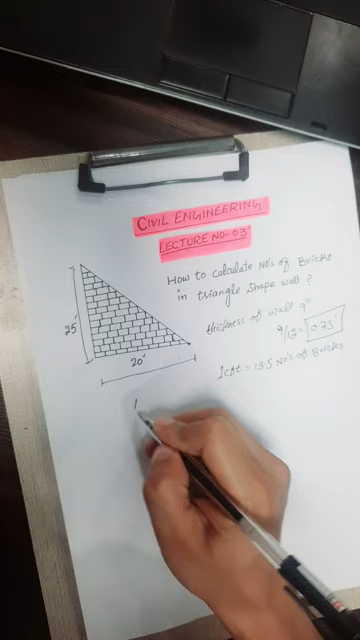 CIVIL ENGINEERING
LECTURE NO-03
How to calculate No's of Bricks
in triangle shape wall?
thickness of wall 9"
9/12 = 0.75'
1cft = 13.5 No's of Bricks
25'
20'